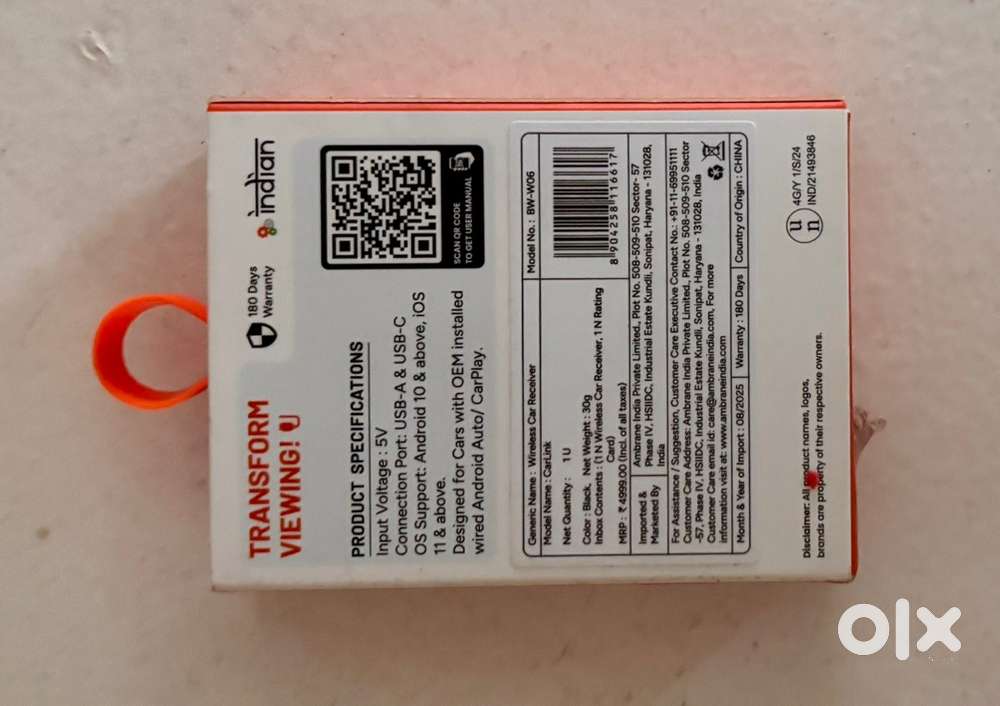 TRANSFORM
VIEWING!
180 Days
Warranty
indian
PRODUCT SPECIFICATIONS
Input Voltage : 5V
Connection Port: USB-A & USB-C
OS Support: Android 10 & above, iOS
11 & above.
Designed for Cars with OEM installed
wired Android Auto/ CarPlay.
SCAN QR CODE
TO GET USER MANUAL
Generic Name : Wireless Car Receiver
Model Name : CarLink
Model No. : BW-W06
Net Quantity : 1 U
Color : Black, Net Weight : 30g
Inbox Contents : (1 N Wireless Car Receiver, 1 N Rating
Card)
MRP : ₹ 4999.00 (Incl. of all taxes)
8 904258 116617
Imported &
Marketed By
Ambrane India Private Limited., Plot No. 508-509-510 Sector- 57
Phase IV, HSIIDC, Industrial Estate Kundli, Sonipat, Haryana - 131028,
India
For Assistance / Suggestion, Customer Care Executive Contact No.: +91-11-69951111
Customer Care Address: Ambrane India Private Limited., Plot No. 508-509-510 Sector
-57, Phase IV, HSIIDC, Industrial Estate Kundli, Sonipat, Haryana - 131028, India
Customer Care email id: care@ambraneindia.com, For more
information visit at: www.ambraneindia.com
Month & Year of Import : 08/2025
Warranty : 180 Days
Country of Origin : CHINA
Disclaimer: All product names, logos,
brands are property of their respective owners.
un
4G/Y 1/S/24
IND/21493846
olx